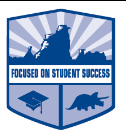 FOCUSED ON STUDENT SUCCESS